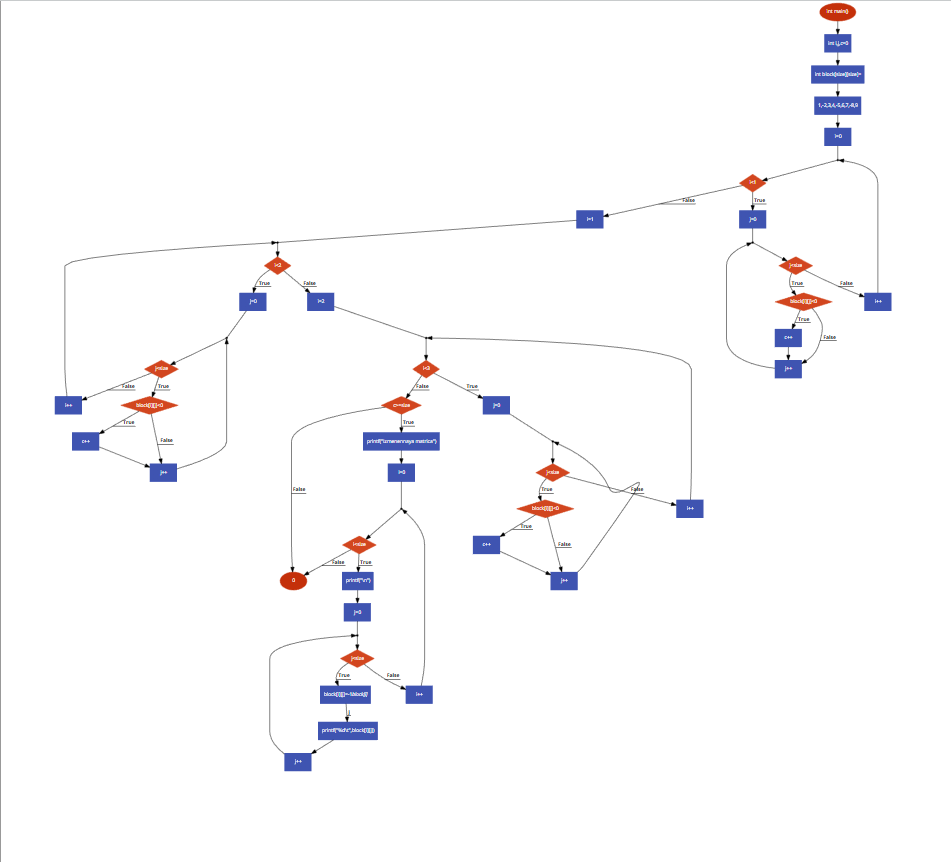 int main()
int i,j,c=0
int block[size][size]=
1,-2,3,4,-5,6,7,-8,9
i=0
i<1
False
True
i=1
j=0
i<2
j<size
True
False
True
False
j=0
i=2
block[i][j]<0
i++
True
c++
False
j++
i<3
j<size
False
True
False
True
i++
block[i][j]<0
c>=size
j=0
True
c++
False
True
printf("izmenennaya matrica")
j++
i=0
j<size
False
True
False
i++
block[i][j]<0
True
c++
False
i<size
False
True
0
printf("\n")
j++
j=0
j<size
True
False
i++
printf("%d\t",block[i][j])
j++